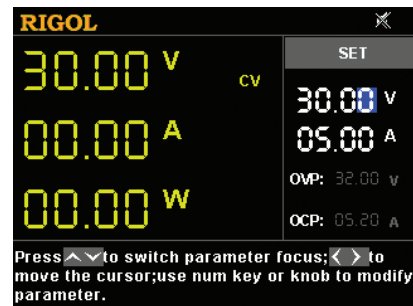 RIGOL
SET
30.00 V
CV
30.00 V
00.00 A
05.00 A
OVP: 32.00 V
00.00 W
OCP: 05.20 A
Press to switch parameter focus; to
move the cursor;use num key or knob to modify
parameter.